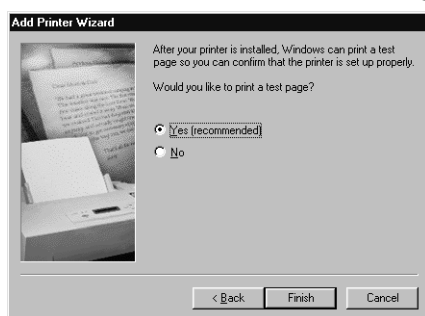 Add Printer Wizard
After your printer is installed, Windows can print a test
page so you can confirm that the printer is set up properly.
Would you like to print a test page?
Yes (recommended)
No
< Back
Finish
Cancel